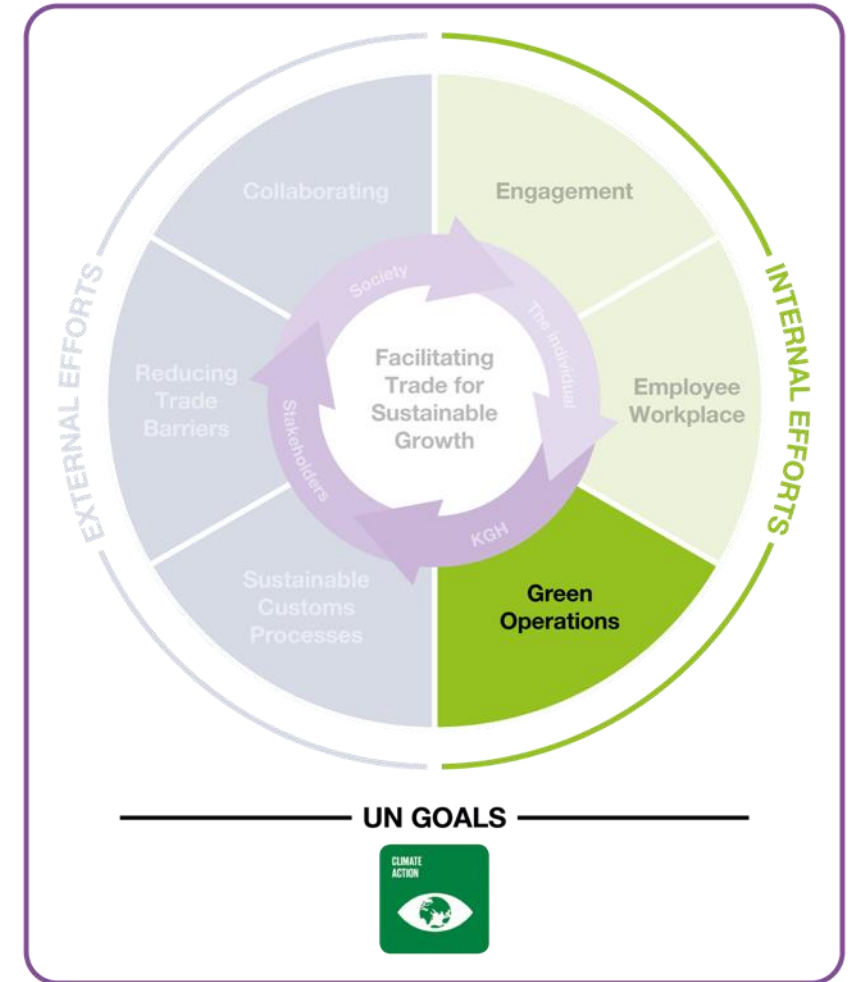 Collaborating
Engagement
EXTERNAL EFFORTS
INTERNAL EFFORTS
Society
The individual
Reducing
Trade
Barriers
Facilitating
Trade for
Sustainable
Growth
Employee
Workplace
Stakeholders
KGH
Sustainable
Customs
Processes
Green
Operations
UN GOALS
CLIMATE
ACTION